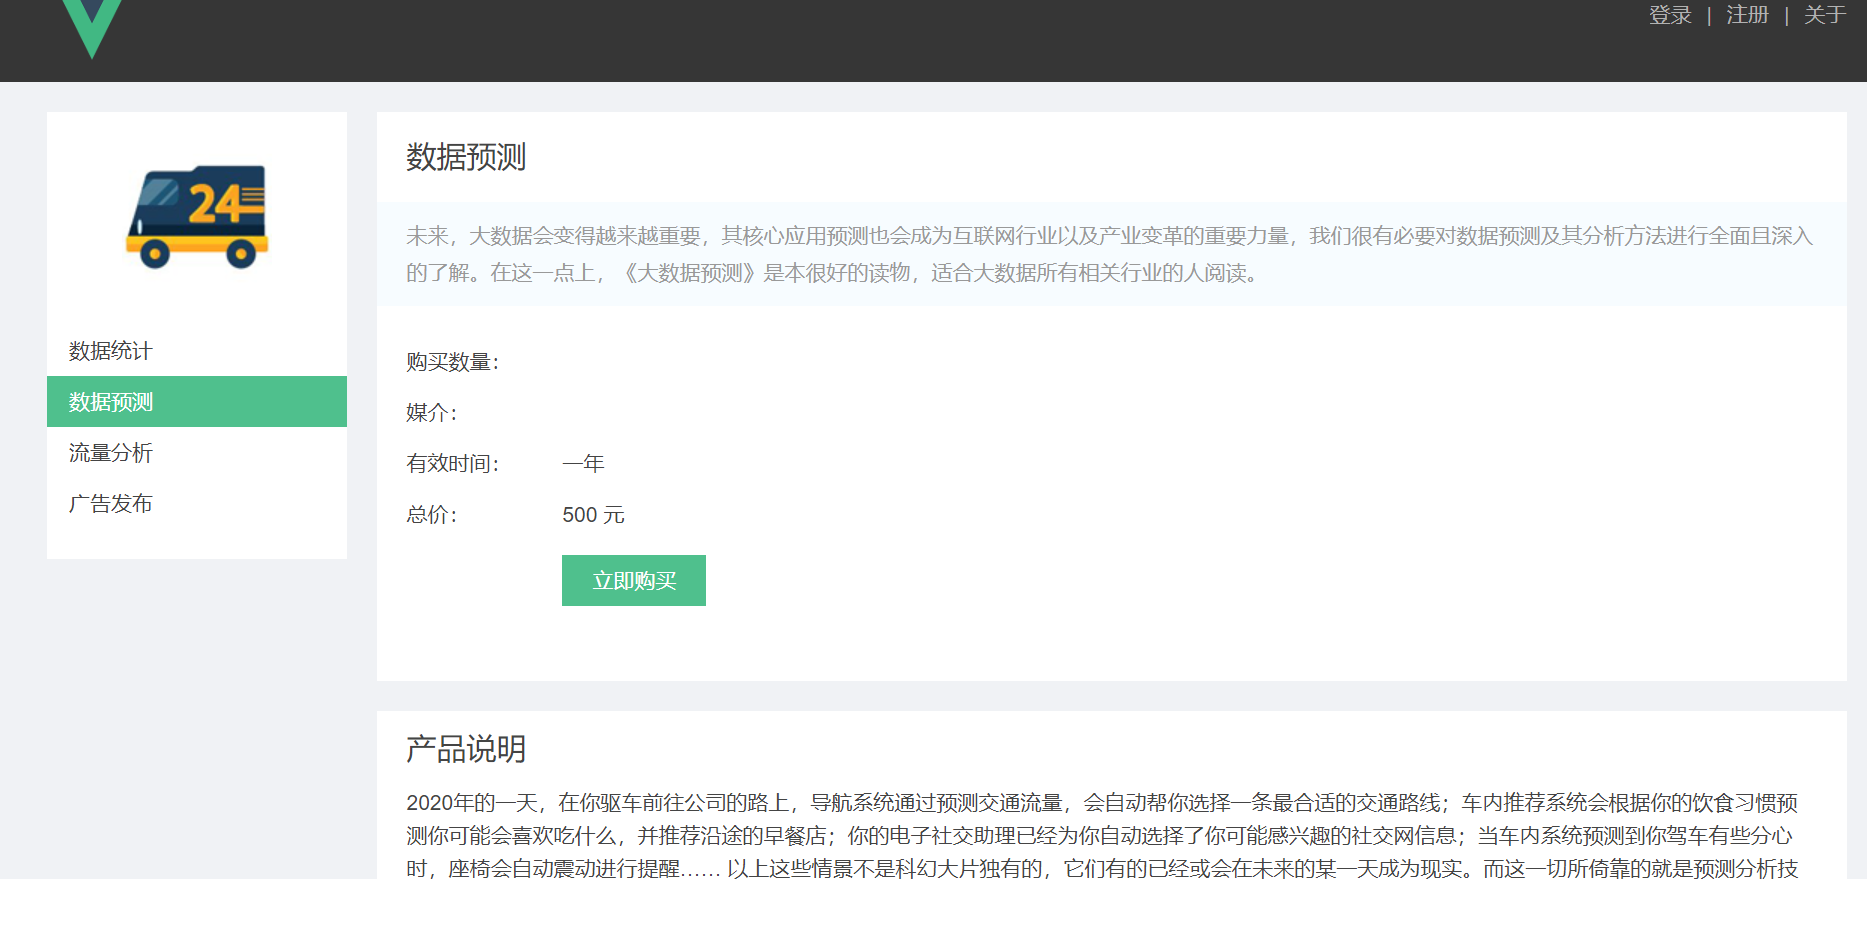 登录 | 注册 | 关于
24
数据统计
数据预测
流量分析
广告发布
数据预测
未来，大数据会变得越来越重要，其核心应用预测也会成为互联网行业以及产业变革的重要力量，我们很有必要对数据预测及其分析方法进行全面且深入
的了解。在这一点上，《大数据预测》是本很好的读物，适合大数据所有相关行业的人阅读。
购买数量：
媒介：
有效时间： 一年
总价： 500 元
立即购买
产品说明
2020年的一天，在你驱车前往公司的路上，导航系统通过预测交通流量，会自动帮你选择一条最合适的交通路线；车内推荐系统会根据你的饮食习惯预
测你可能会喜欢吃什么，并推荐沿途的早餐店；你的电子社交助理已经为你自动选择了你可能感兴趣的社交网信息；当车内系统预测到你驾车有些分心
时，座椅会自动震动进行提醒…… 以上这些情景不是科幻大片独有的，它们有的已经或会在未来的某一天成为现实。而这一切所倚靠的就是预测分析技